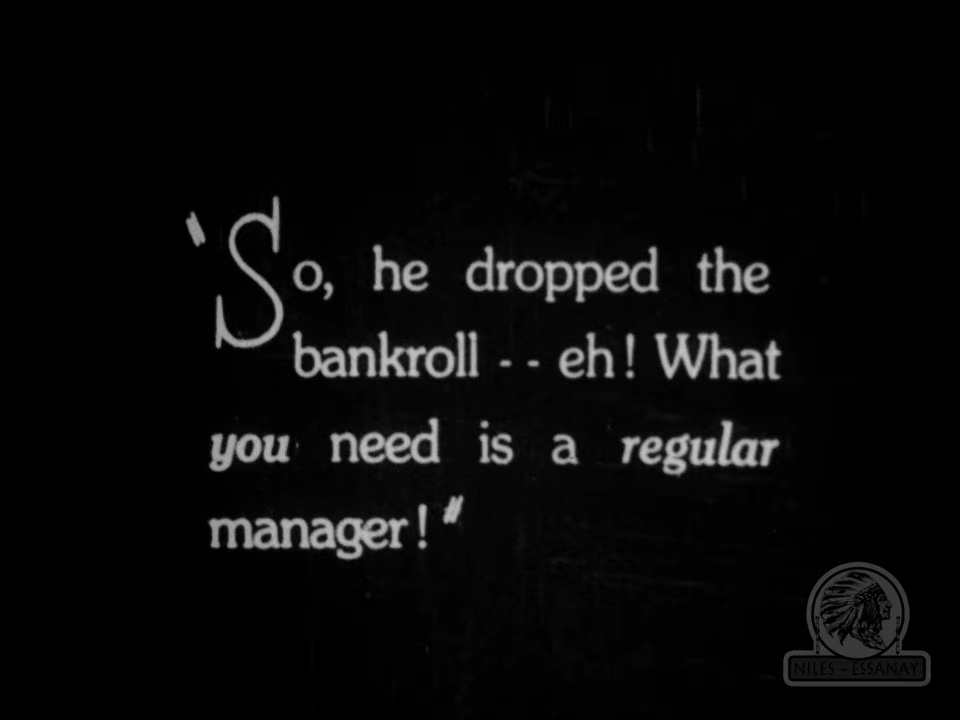 "So, he dropped the
bankroll -- eh! What
you need is a regular
manager!"
NILES ~ ESSANAY